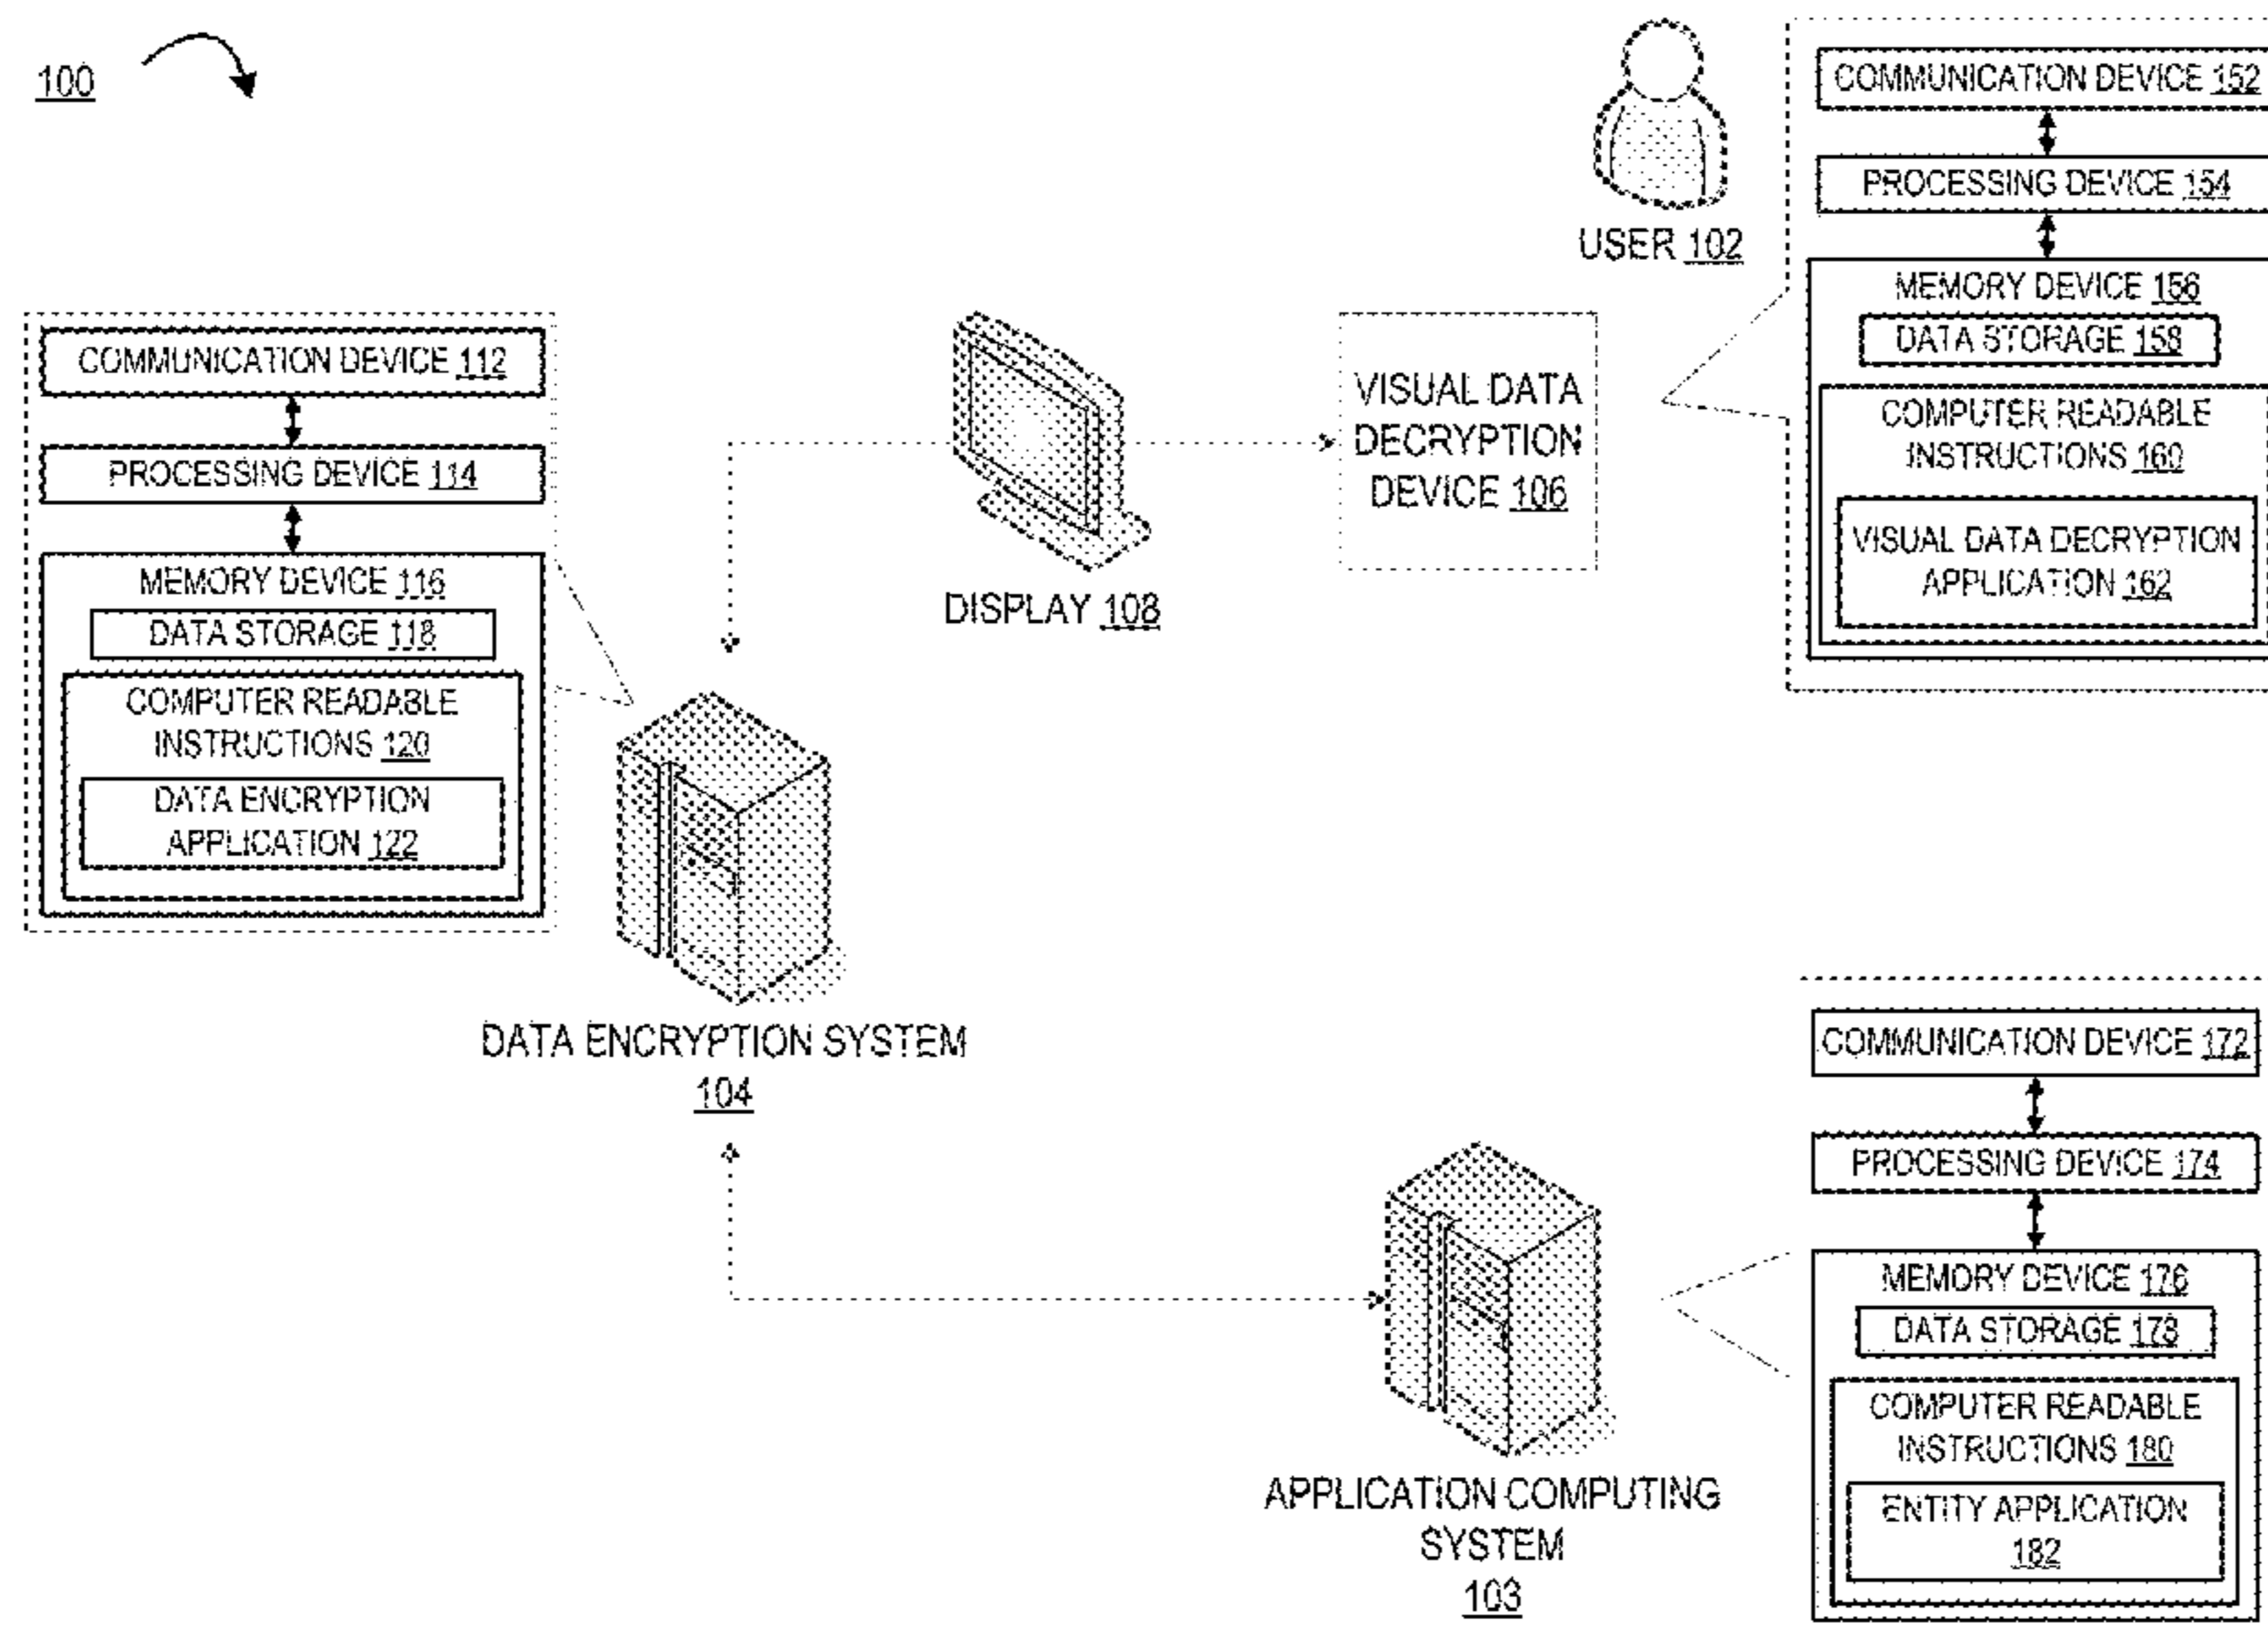 100
USER 102
COMMUNICATION DEVICE 152
PROCESSING DEVICE 154
MEMORY DEVICE 156
DATA STORAGE 158
COMPUTER READABLE
INSTRUCTIONS 160
VISUAL DATA DECRYPTION
APPLICATION 162
COMMUNICATION DEVICE 112
PROCESSING DEVICE 114
MEMORY DEVICE 116
DATA STORAGE 118
COMPUTER READABLE
INSTRUCTIONS 120
DATA ENCRYPTION
APPLICATION 122
DISPLAY 108
VISUAL DATA
DECRYPTION
DEVICE 106
DATA ENCRYPTION SYSTEM
104
APPLICATION COMPUTING
SYSTEM
103
COMMUNICATION DEVICE 172
PROCESSING DEVICE 174
MEMORY DEVICE 176
DATA STORAGE 178
COMPUTER READABLE
INSTRUCTIONS 180
ENTITY APPLICATION
182